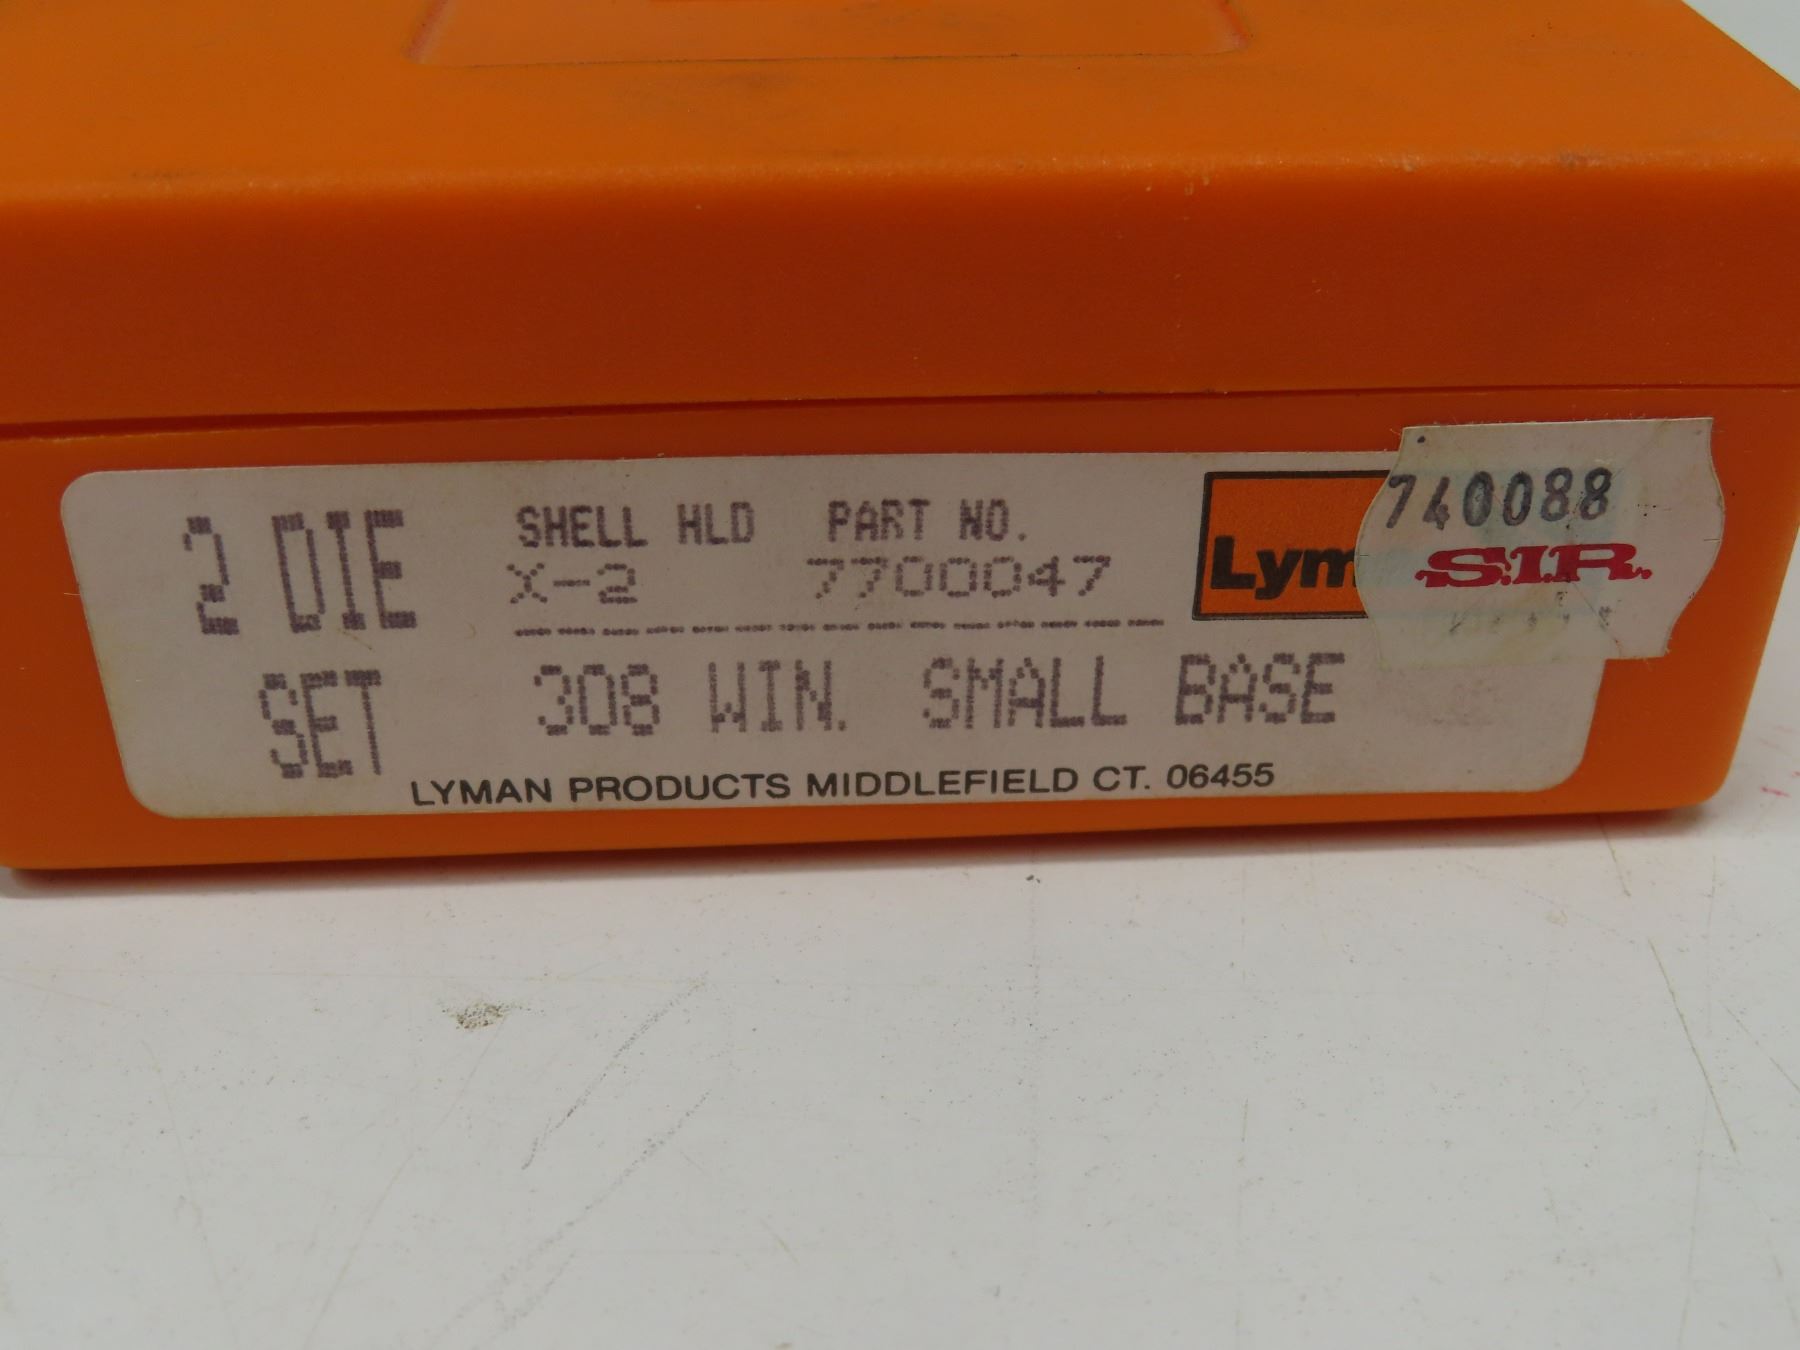 2 DIE
SET
SHELL HLD PART NO.
X-2 7700047
308 WIN. SMALL BASE
LYMAN PRODUCTS MIDDLEFIELD CT. 06455
Lym
740088
S.I.R.